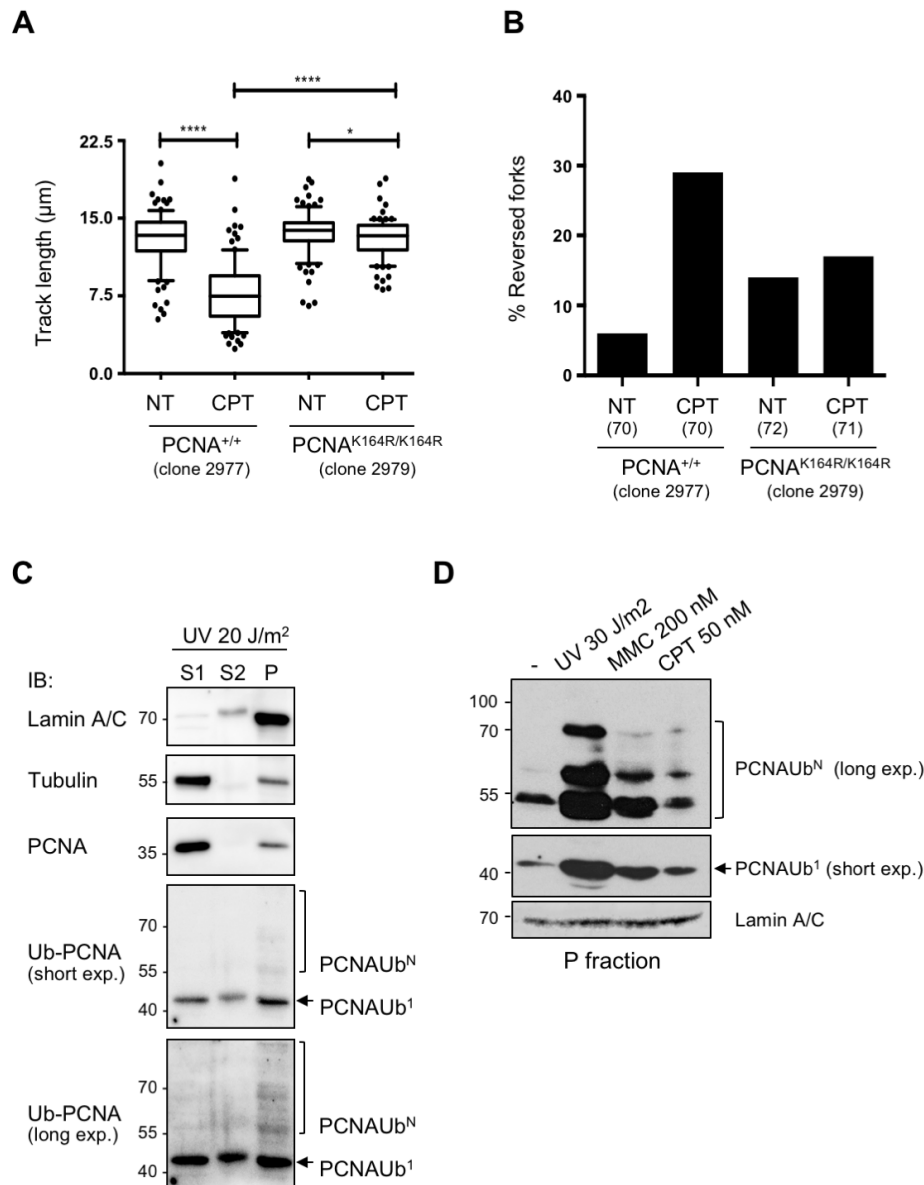 A
****
****
*
22.5
15.0
7.5
0.0
Track length (µm)
NT CPT NT CPT
PCNA+/+ PCNAK164R/K164R
(clone 2977) (clone 2979)
B
40
30
20
10
0
% Reversed forks
NT CPT NT CPT
(70) (70) (72) (71)
PCNA+/+ PCNAK164R/K164R
(clone 2977) (clone 2979)
C
UV 20 J/m2
IB: S1 S2 P
Lamin A/C 70
Tubulin 55
PCNA 35
Ub-PCNA
(short exp.)
70
55
40
PCNAUbN
PCNAUb1
Ub-PCNA
(long exp.)
70
55
40
PCNAUbN
PCNAUb1
D
- UV 30 J/m2 MMC 200 nM CPT 50 nM
100
70
55
PCNAUbN (long exp.)
40 PCNAUb1 (short exp.)
70 Lamin A/C
P fraction